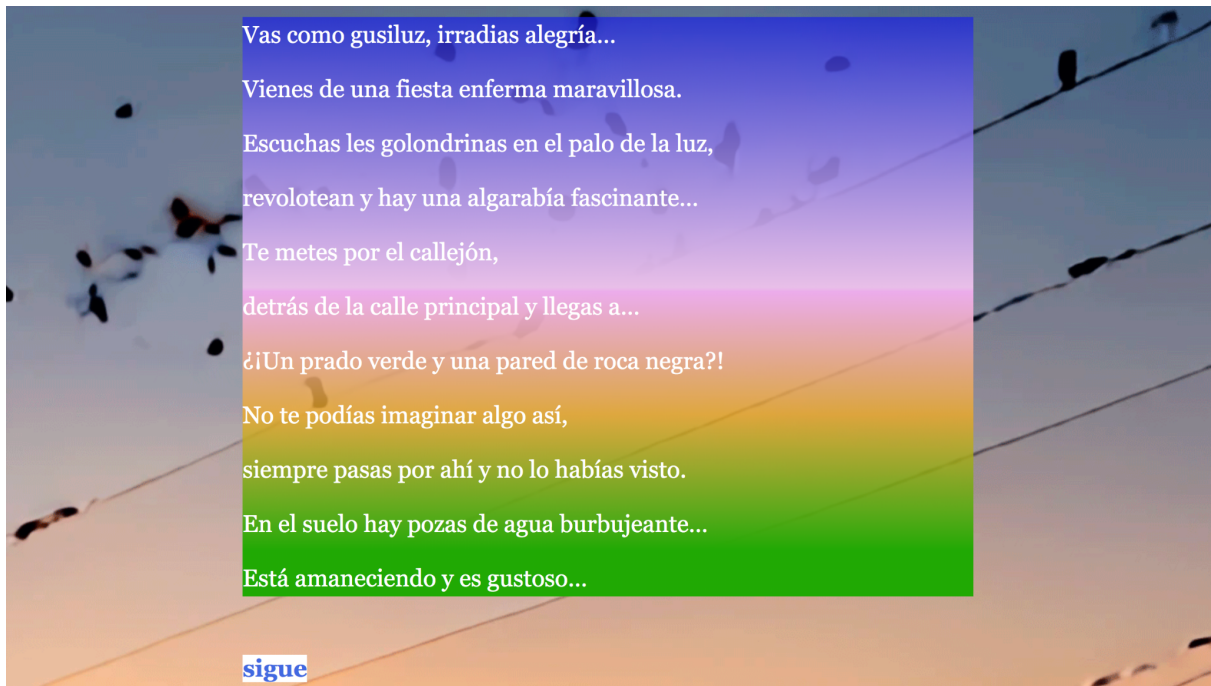 Vas como gusiluz, irradias alegría...
Vienes de una fiesta enferma maravillosa.
Escuchas les golondrinas en el palo de la luz,
revolotean y hay una algarabía fascinante...
Te metes por el callejón,
detrás de la calle principal y llegas a...
¿¡Un prado verde y una pared de roca negra?!
No te podías imaginar algo así,
siempre pasas por ahí y no lo habías visto.
En el suelo hay pozas de agua burbujeante...
Está amaneciendo y es gustoso...
sigue